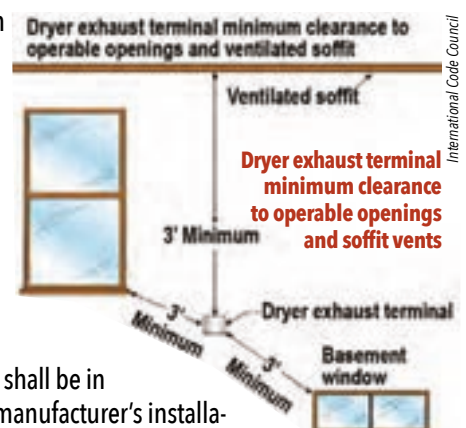 n
Dryer exhaust terminal minimum clearance to
operable openings and ventilated soffit
International Code Council
Ventilated soffit
Dryer exhaust terminal
minimum clearance
to operable openings
and soffit vents
3' Minimum
Dryer exhaust terminal
3'
Minimum
3'
Minimum
Basement
window
shall be in
manufacturer's installa-